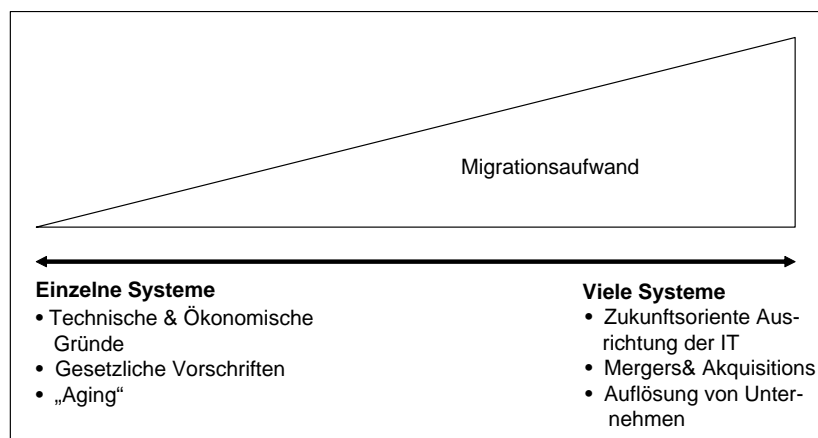 Migrationsaufwand
Einzelne Systeme
• Technische & Ökonomische
Gründe
• Gesetzliche Vorschriften
• „Aging“
Viele Systeme
• Zukunftsoriente Aus-
richtung der IT
• Mergers& Akquisitions
• Auflösung von Unter-
nehmen